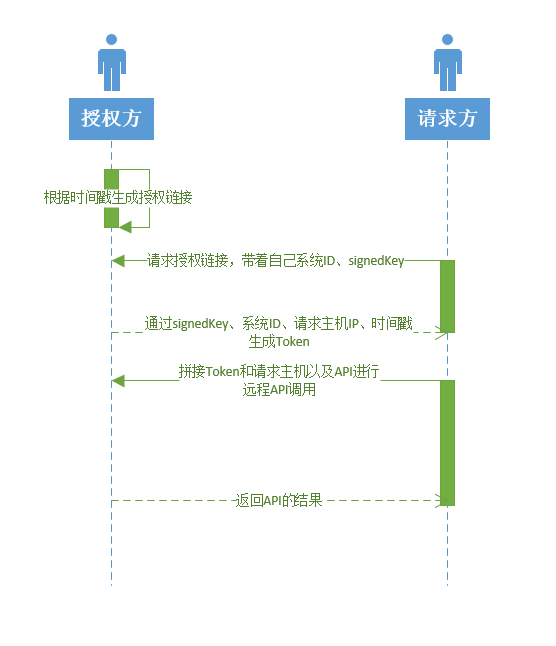 授权方
请求方
根据时间戳生成授权链接
请求授权链接，带着自己系统ID、signedKey
通过signedKey、系统ID、请求主机IP、时间戳
生成Token
拼接Token和请求主机以及API进行
远程API调用
返回API的结果